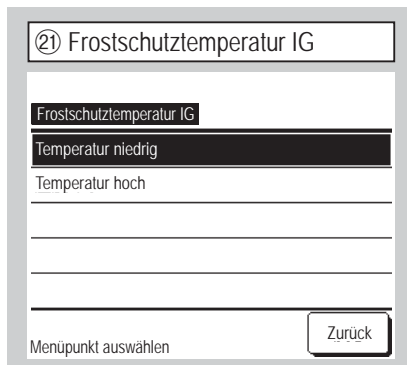 ㉑ Frostschutztemperatur IG
Frostschutztemperatur IG
Temperatur niedrig
Temperatur hoch
Menüpunkt auswählen
Zurück